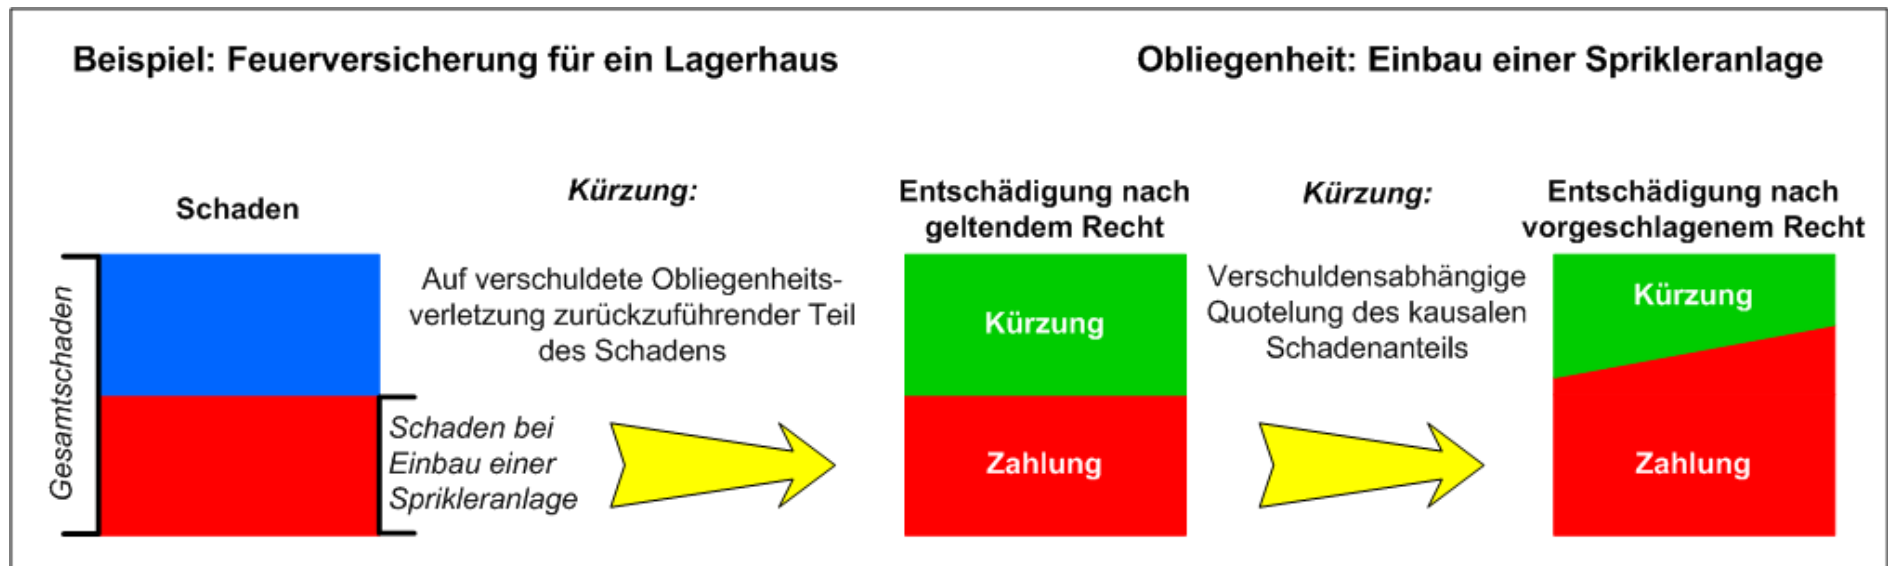 Beispiel: Feuerversicherung für ein Lagerhaus
Obliegenheit: Einbau einer Sprikleranlage
Schaden
Gesamtschaden
Schaden bei
Einbau einer
Sprikleranlage
Kürzung:
Auf verschuldete Obliegenheits-
verletzung zurückzuführender Teil
des Schadens
Entschädigung nach
geltendem Recht
Kürzung
Zahlung
Kürzung:
Verschuldensabhängige
Quotelung des kausalen
Schadenanteils
Entschädigung nach
vorgeschlagenem Recht
Kürzung
Zahlung